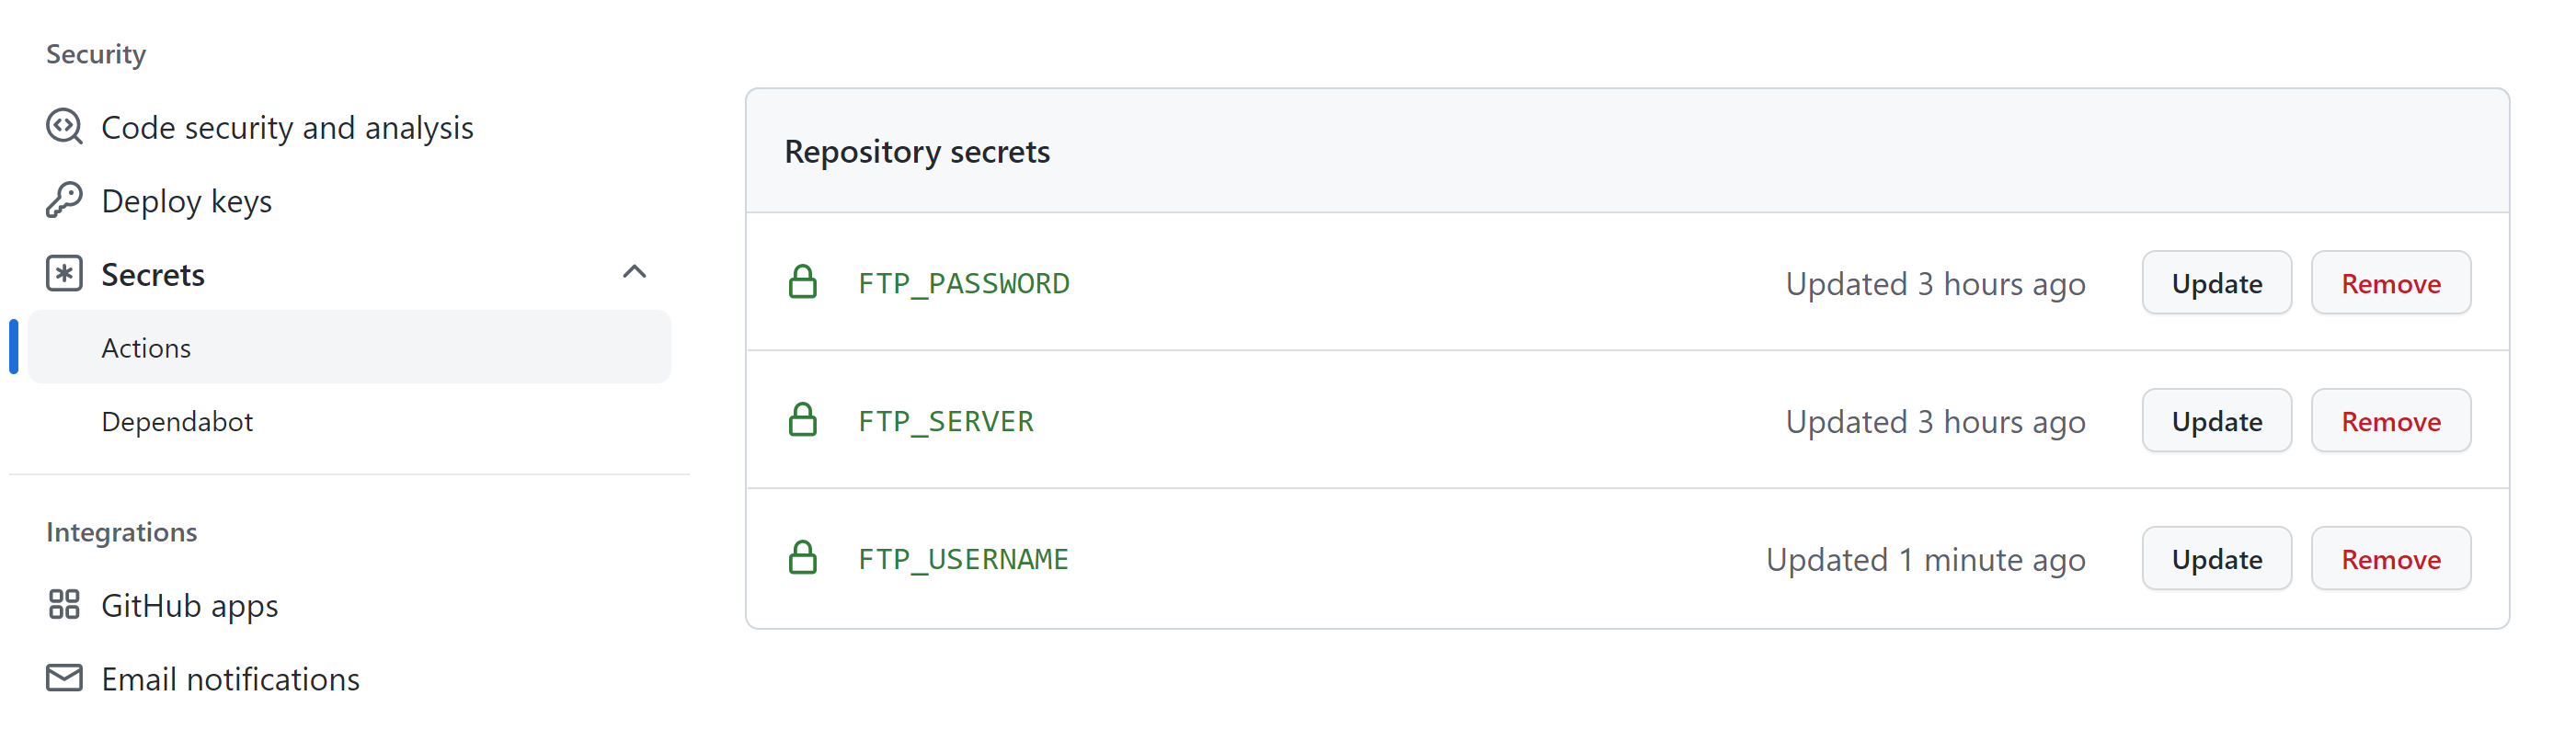 Security
Code security and analysis
Deploy keys
Secrets
Actions
Dependabot
Integrations
GitHub apps
Email notifications
Repository secrets
FTP_PASSWORD Updated 3 hours ago Update Remove
FTP_SERVER Updated 3 hours ago Update Remove
FTP_USERNAME Updated 1 minute ago Update Remove